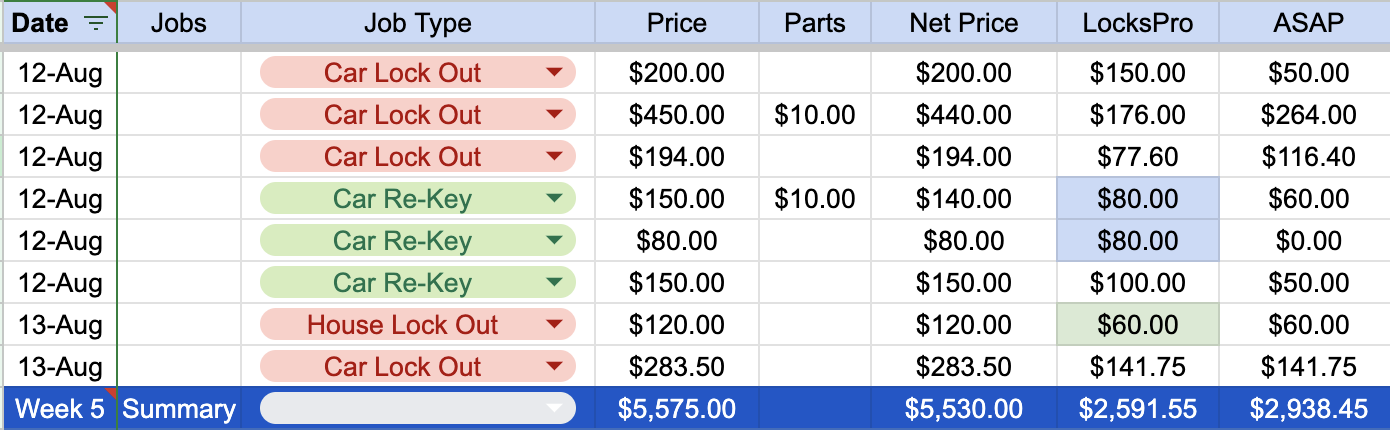 Date Jobs Job Type Price Parts Net Price LocksPro ASAP
12-Aug Car Lock Out $200.00 $200.00 $150.00 $50.00
12-Aug Car Lock Out $450.00 $10.00 $440.00 $176.00 $264.00
12-Aug Car Lock Out $194.00 $194.00 $77.60 $116.40
12-Aug Car Re-Key $150.00 $10.00 $140.00 $80.00 $60.00
12-Aug Car Re-Key $80.00 $80.00 $80.00 $0.00
12-Aug Car Re-Key $150.00 $150.00 $100.00 $50.00
13-Aug House Lock Out $120.00 $120.00 $60.00 $60.00
13-Aug Car Lock Out $283.50 $283.50 $141.75 $141.75
Week 5 Summary $5,575.00 $5,530.00 $2,591.55 $2,938.45